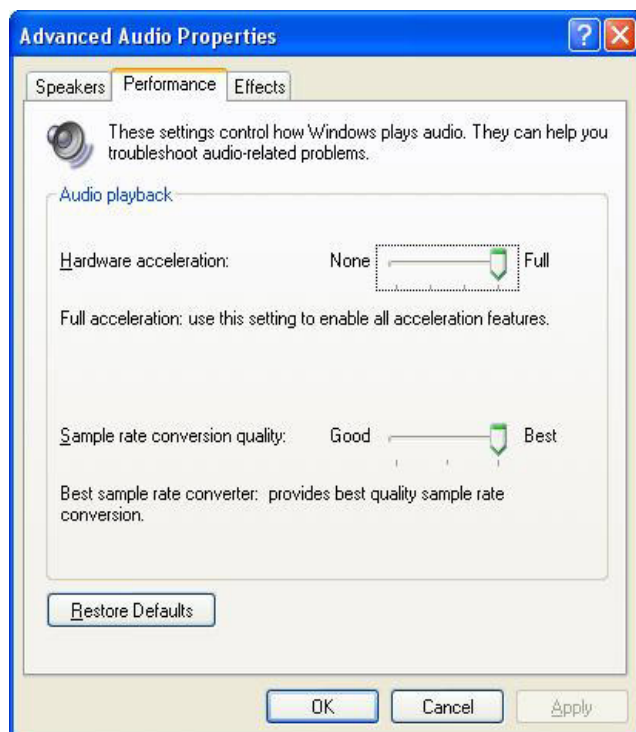 Advanced Audio Properties
Speakers Performance Effects
These settings control how Windows plays audio. They can help you
troubleshoot audio-related problems.
Audio playback
Hardware acceleration: None Full
Full acceleration: use this setting to enable all acceleration features.
Sample rate conversion quality: Good Best
Best sample rate converter: provides best quality sample rate
conversion.
Restore Defaults
OK Cancel Apply